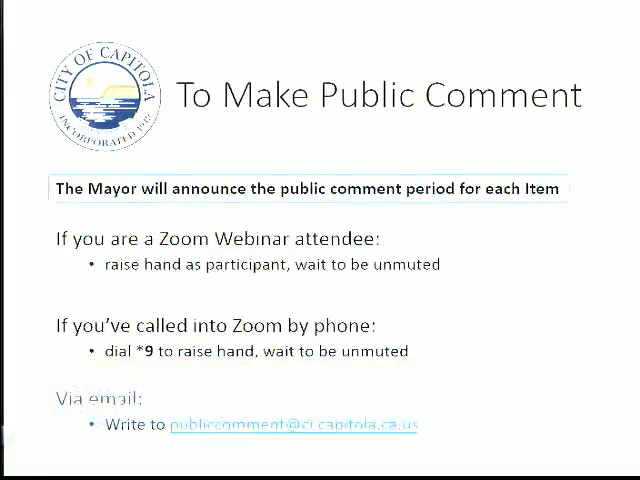 CITY OF CAPITOLA
INCORPORATED 1949
To Make Public Comment
The Mayor will announce the public comment period for each Item
If you are a Zoom Webinar attendee:
• raise hand as participant, wait to be unmuted
If you've called into Zoom by phone:
• dial *9 to raise hand, wait to be unmuted
Via email:
• Write to publiccomment@ci.capitola.ca.us